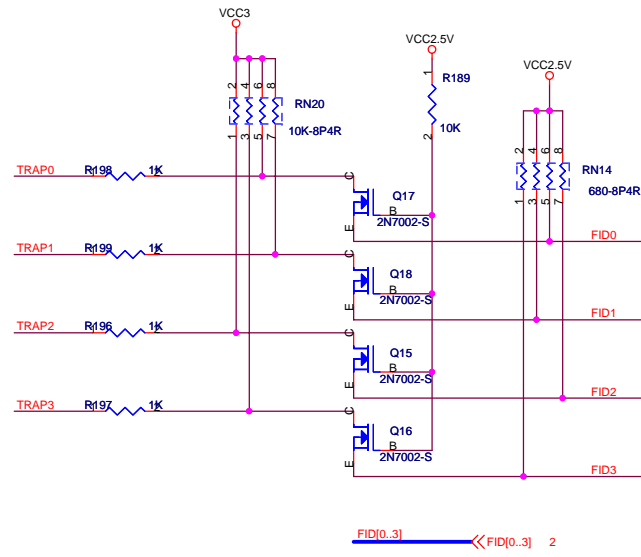 VCC3
VCC2.5V
VCC2.5V
1
R189
2 4 6 8
RN20
10K-8P4R
10K
1 3 5 7
2
2 4 6 8
RN14
680-8P4R
1 3 5 7
TRAP0
R198
1K
C
Q17
B
2N7002-S
E
FID0
TRAP1
R199
1K
C
Q18
B
2N7002-S
E
FID1
TRAP2
R196
1K
C
Q15
B
2N7002-S
E
FID2
TRAP3
R197
1K
C
Q16
B
2N7002-S
E
FID3
FID[0..3]
FID[0..3] 2